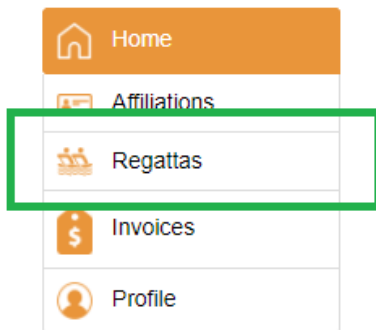 Home
Affiliations
Regattas
Invoices
$
Profile